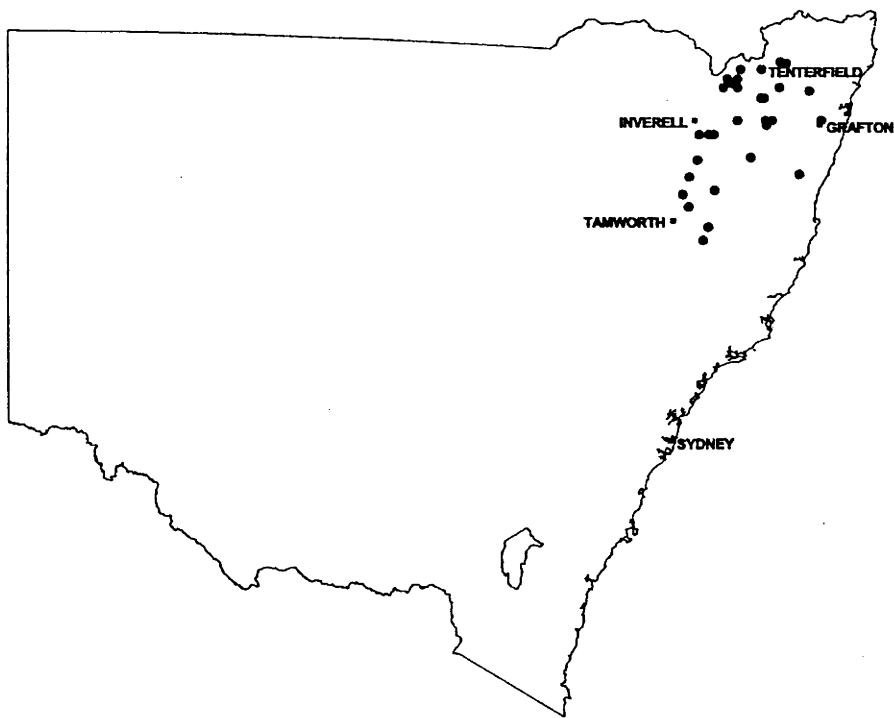 TENTERFIELD
INVERELL
GRAFTON
TAMWORTH
SYDNEY